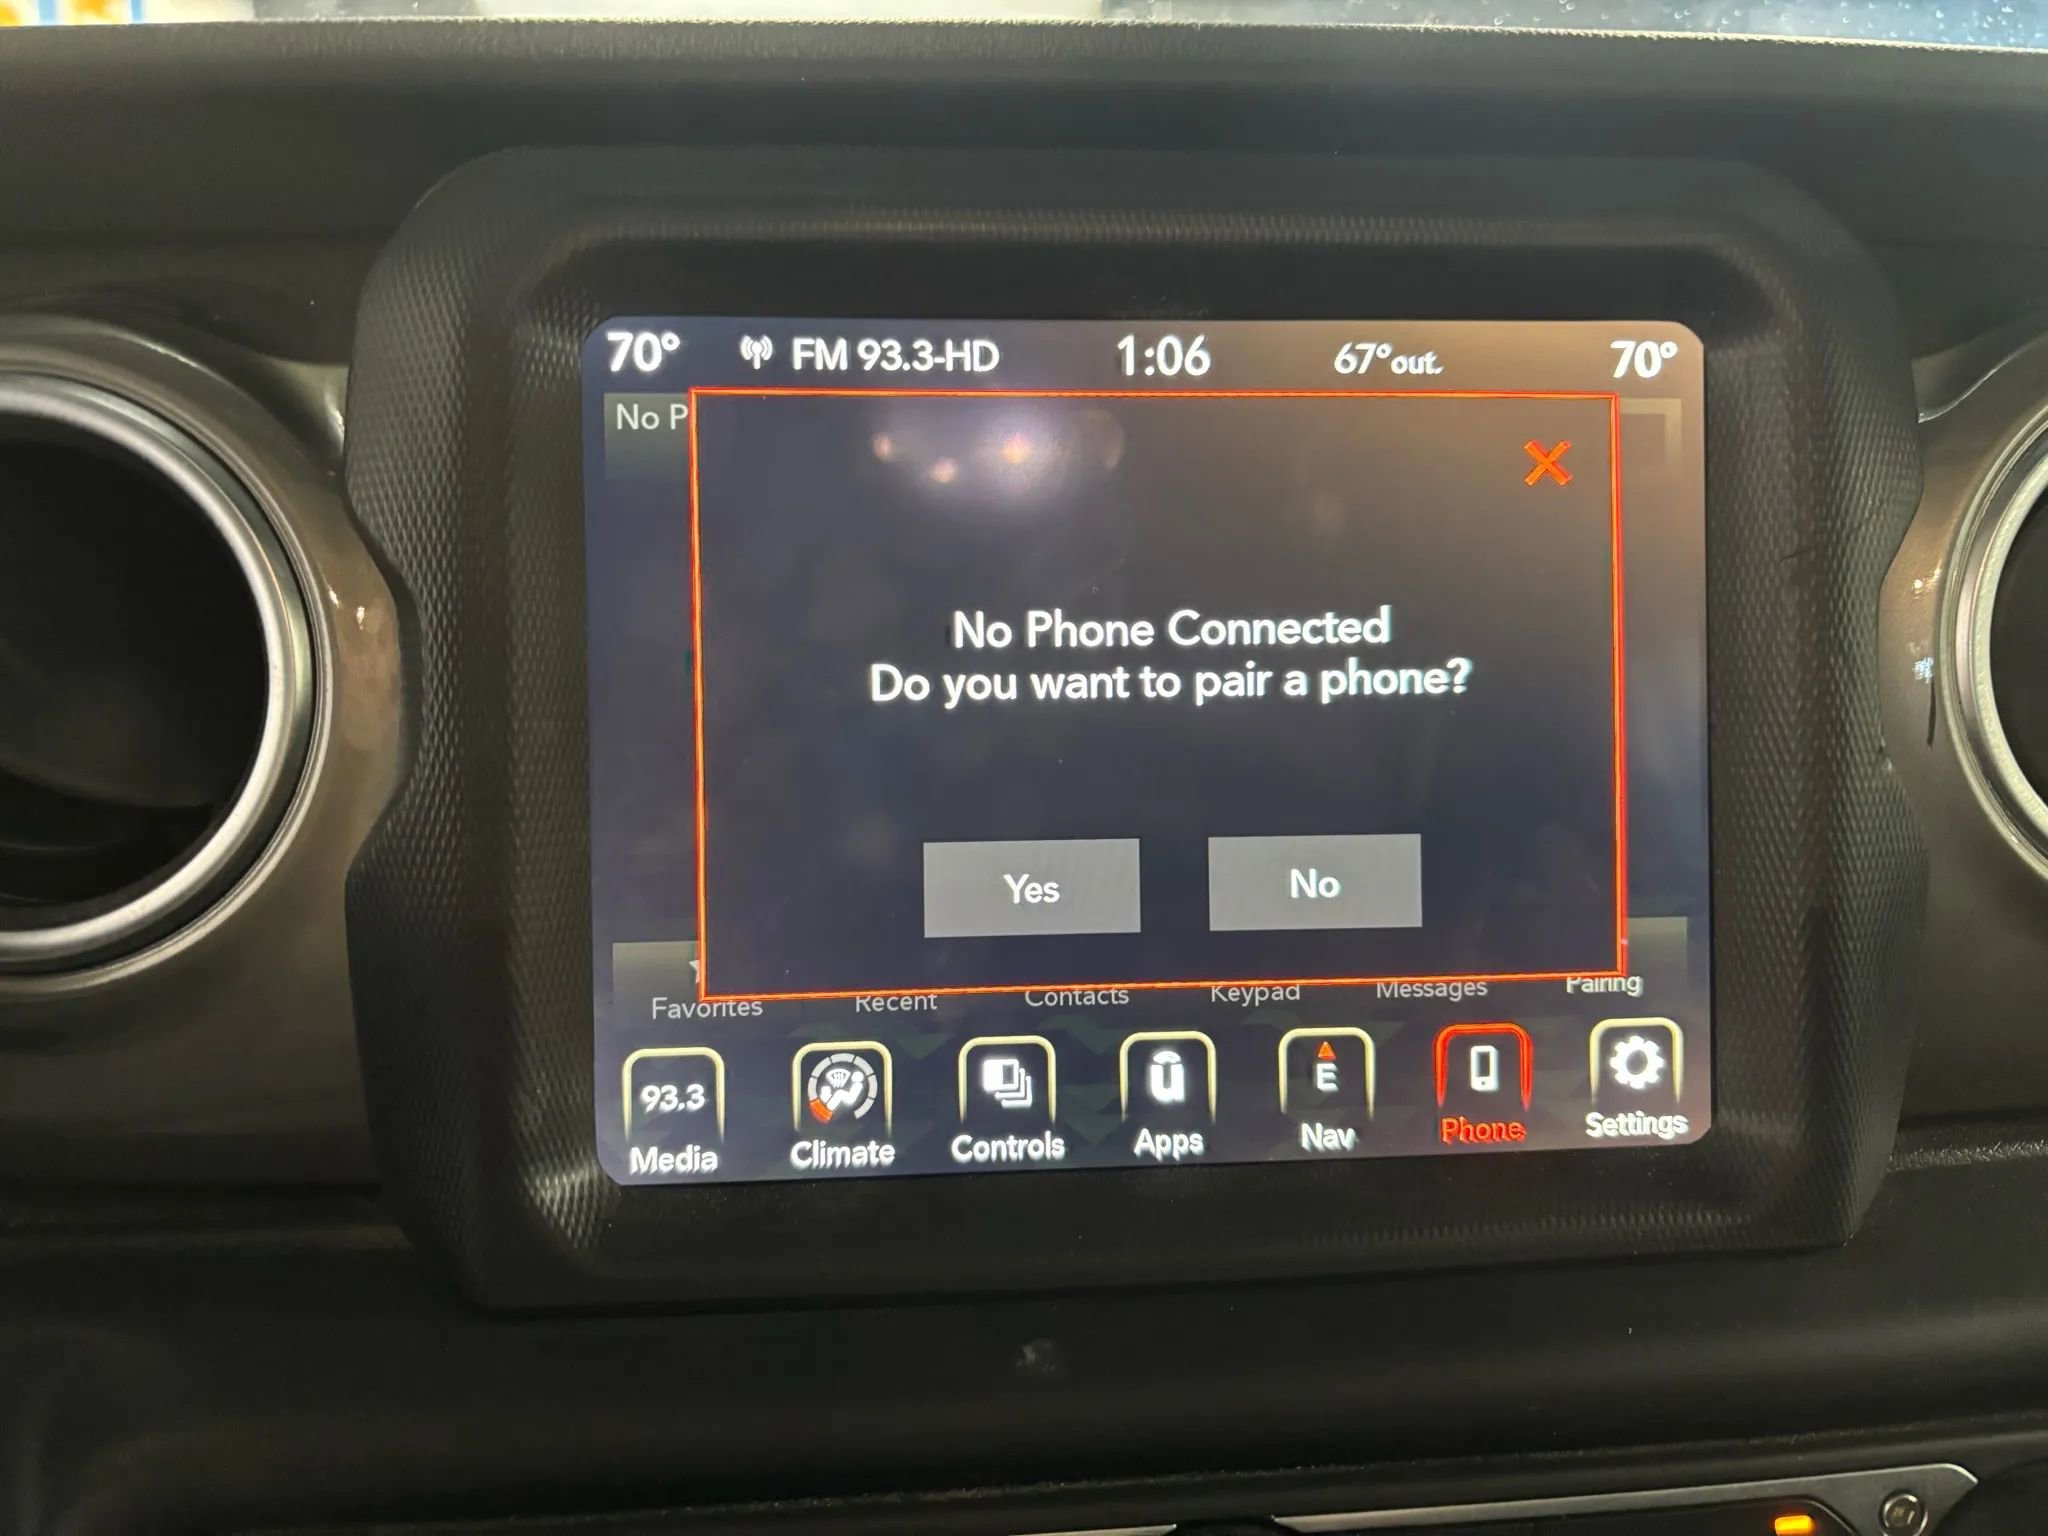 70° FM 93.3-HD 1:06 67°out. 70°
No P
No Phone Connected
Do you want to pair a phone?
Yes No
Favorites Recent Contacts Keypad Messages Pairing
93.3 E
Media Climate Controls Apps Nav Phone Settings